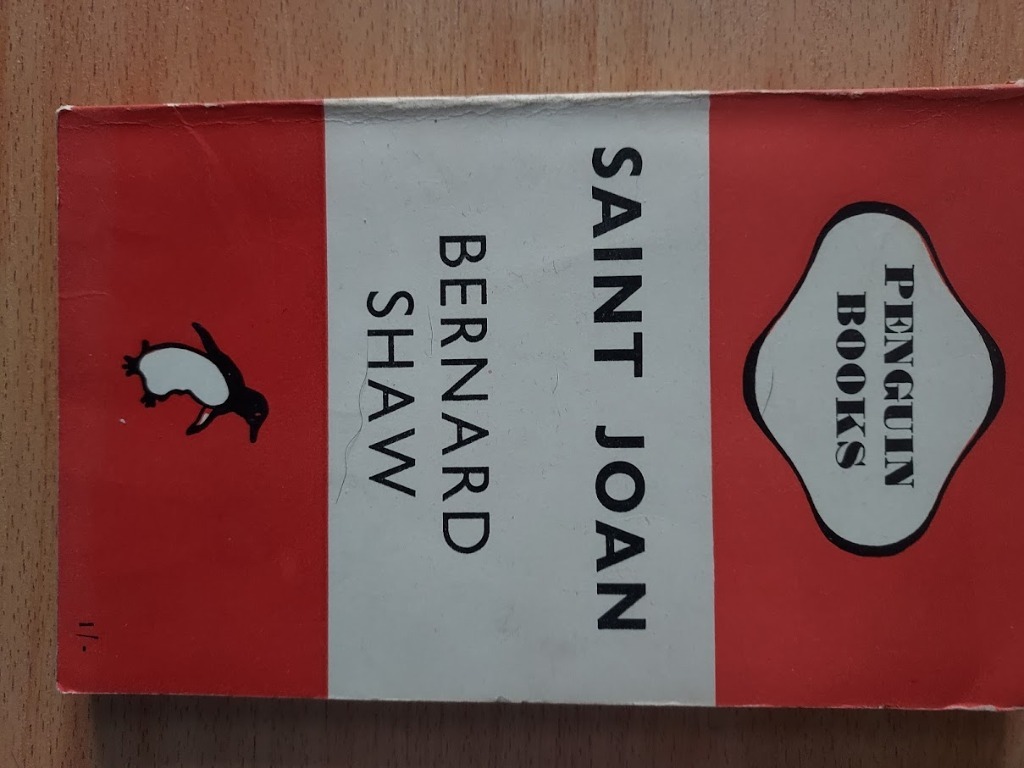 PENGUIN
BOOKS
SAINT JOAN
BERNARD
SHAW
1/-